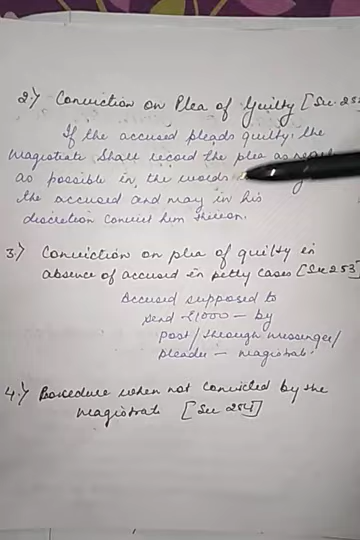 2.) Conviction on Plea of Guilty [Sec. 252
If the accused pleads guilty, the
Magistrate Shall record the plea as nearly
as possible in the words
the accused and may in his
discretion convict him thereon.
3.) Conviction on plea of guilty in
absence of accused in petty cases [Sec 253]
Accused supposed to
send - ₹1000 - by
post/through messenger/
pleader - magistrate.
4.) Procedure when not convicted by the
magistrate [Sec 254]